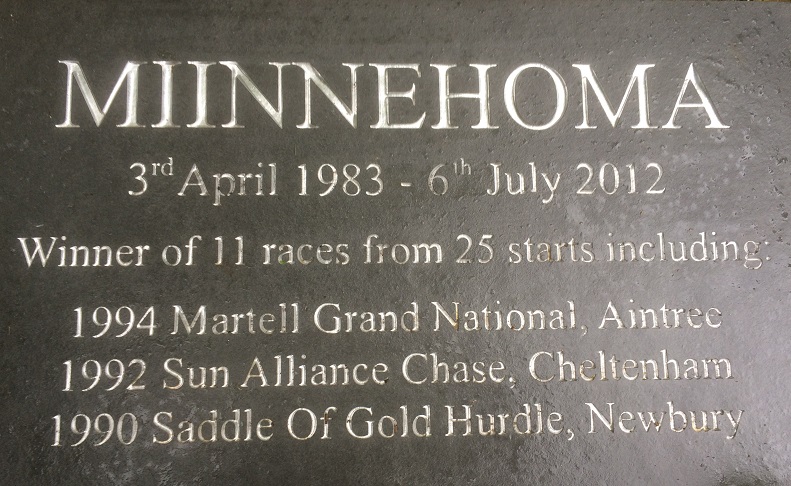 MIINNEHOMA
3rd April 1983 - 6th July 2012
Winner of 11 races from 25 starts including:
1994 Martell Grand National, Aintree
1992 Sun Alliance Chase, Cheltenham
1990 Saddle Of Gold Hurdle, Newbury